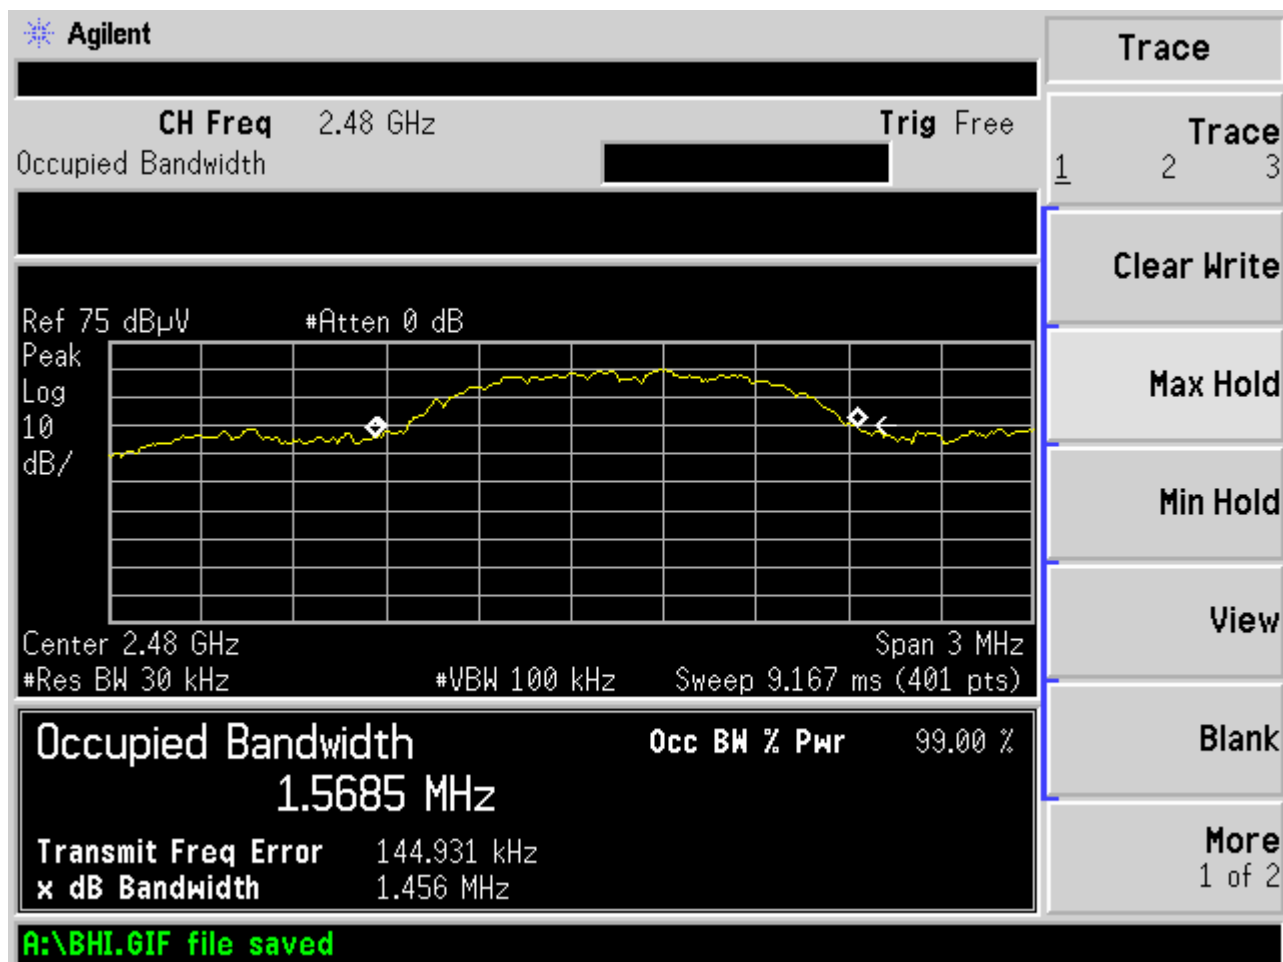 Agilent
Trace
CH Freq 2.48 GHz Trig Free
Occupied Bandwidth
Trace
1 2 3
Clear Write
Max Hold
Min Hold
View
Blank
More
1 of 2
Ref 75 dBµV #Atten 0 dB
Peak
Log
10
dB/
Center 2.48 GHz Span 3 MHz
#Res BW 30 kHz #VBW 100 kHz Sweep 9.167 ms (401 pts)
Occupied Bandwidth Occ BW % Pwr 99.00 %
1.5685 MHz
Transmit Freq Error 144.931 kHz
x dB Bandwidth 1.456 MHz
A:\BHI.GIF file saved